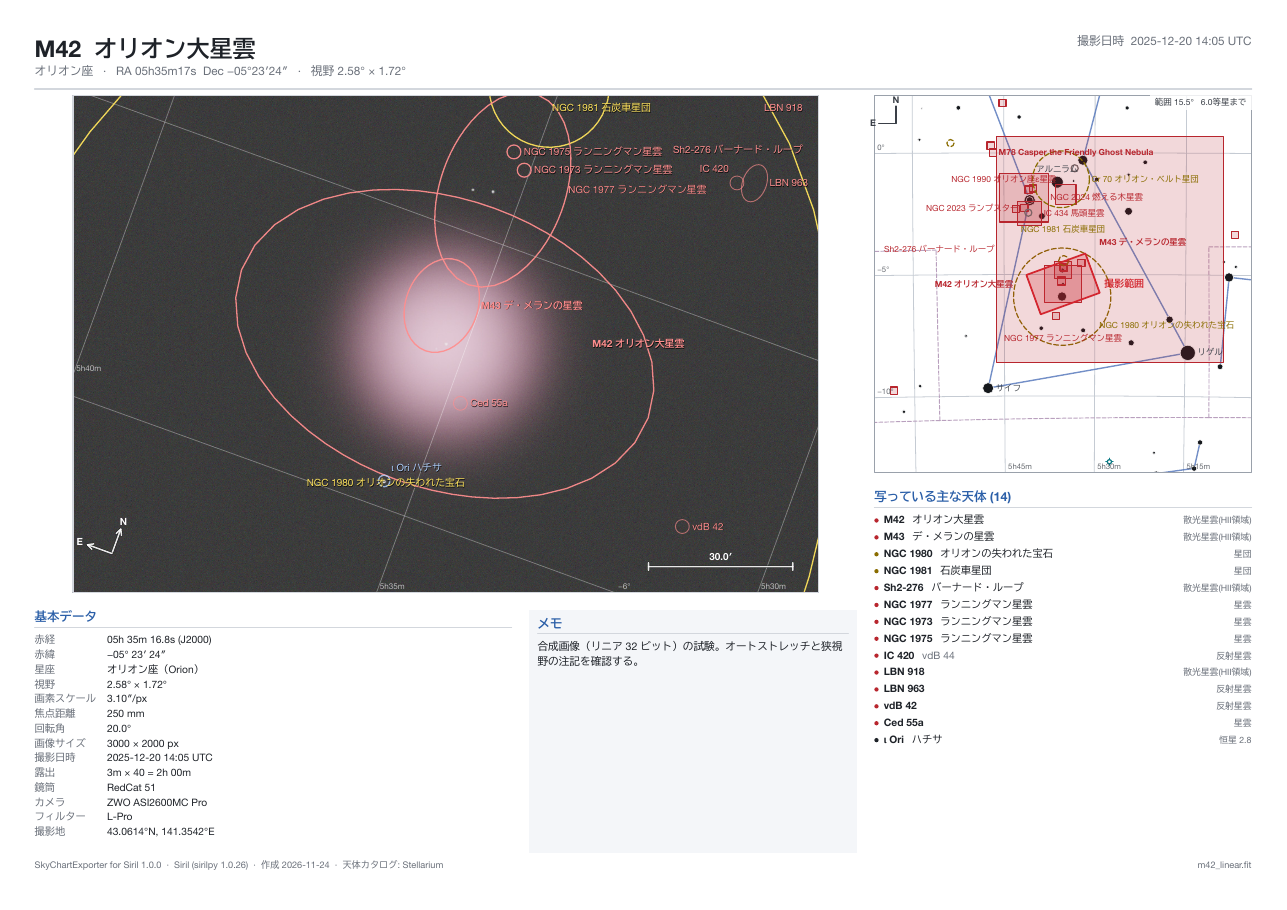 M42 オリオン大星雲
撮影日時 2025-12-20 14:05 UTC
オリオン座 · RA 05h35m17s Dec −05°23′24″ · 視野 2.58° × 1.72°
NGC 1981 石炭車星団
LBN 918
NGC 1975 ランニングマン星雲
Sh2-276 バーナード・ループ
NGC 1973 ランニングマン星雲
IC 420
NGC 1977 ランニングマン星雲
LBN 963
M43 デ・メランの星雲
M42 オリオン大星雲
5h40m
Ced 55a
ι Ori ハチサ
NGC 1980 オリオンの失われた宝石
vdB 42
N
E
30.0′
5h35m
−6°
5h30m
範囲 15.5° 6.0等星まで
N
E
0°
M78 Casper the Friendly Ghost Nebula
アルニラム
NGC 1990 オリオン座ε星雲
70 オリオン・ベルト星団
NGC 2024 燃える木星雲
NGC 2023 ランプスター
IC 434 馬頭星雲
NGC 1981 石炭車星団
Sh2-276 バーナード・ループ
M43 デ・メランの星雲
−5°
M42 オリオン大星雲
撮影範囲
NGC 1980 オリオンの失われた宝石
NGC 1977 ランニングマン星雲
リゲル
サイフ
−10°
5h45m
5h30m
5h15m
写っている主な天体 (14)
M42 オリオン大星雲 散光星雲(HII領域)
M43 デ・メランの星雲 散光星雲(HII領域)
NGC 1980 オリオンの失われた宝石 星団
NGC 1981 石炭車星団 星団
Sh2-276 バーナード・ループ 散光星雲(HII領域)
NGC 1977 ランニングマン星雲 星雲
NGC 1973 ランニングマン星雲 星雲
NGC 1975 ランニングマン星雲 星雲
IC 420 vdB 44 反射星雲
LBN 918 散光星雲(HII領域)
LBN 963 反射星雲
vdB 42 反射星雲
Ced 55a 星雲
ι Ori ハチサ 恒星 2.8
基本データ
赤経 05h 35m 16.8s (J2000)
赤緯 −05° 23′ 24″
星座 オリオン座（Orion）
視野 2.58° × 1.72°
画素スケール 3.10″/px
焦点距離 250 mm
回転角 20.0°
画像サイズ 3000 × 2000 px
撮影日時 2025-12-20 14:05 UTC
露出 3m × 40 = 2h 00m
鏡筒 RedCat 51
カメラ ZWO ASI2600MC Pro
フィルター L-Pro
撮影地 43.0614°N, 141.3542°E
メモ
合成画像（リニア 32 ビット）の試験。オートストレッチと狭視
野の注記を確認する。
SkyChartExporter for Siril 1.0.0 · Siril (sirilpy 1.0.26) · 作成 2026-11-24 · 天体カタログ: Stellarium
m42_linear.fit